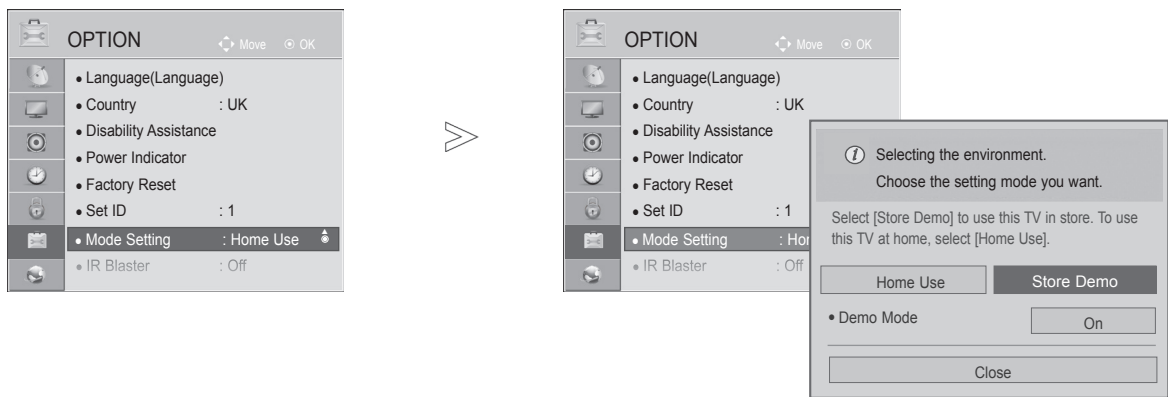 OPTION Move OK
• Language(Language)
• Country : UK
• Disability Assistance
• Power Indicator
• Factory Reset
• Set ID : 1
• Mode Setting : Home Use
• IR Blaster : Off
OPTION Move OK
• Language(Language)
• Country : UK
• Disability Assistance
• Power Indicator
• Factory Reset
• Set ID : 1
• Mode Setting : Hor
• IR Blaster : Off
Selecting the environment.
Choose the setting mode you want.
Select [Store Demo] to use this TV in store. To use
this TV at home, select [Home Use].
Home Use Store Demo
• Demo Mode On
Close